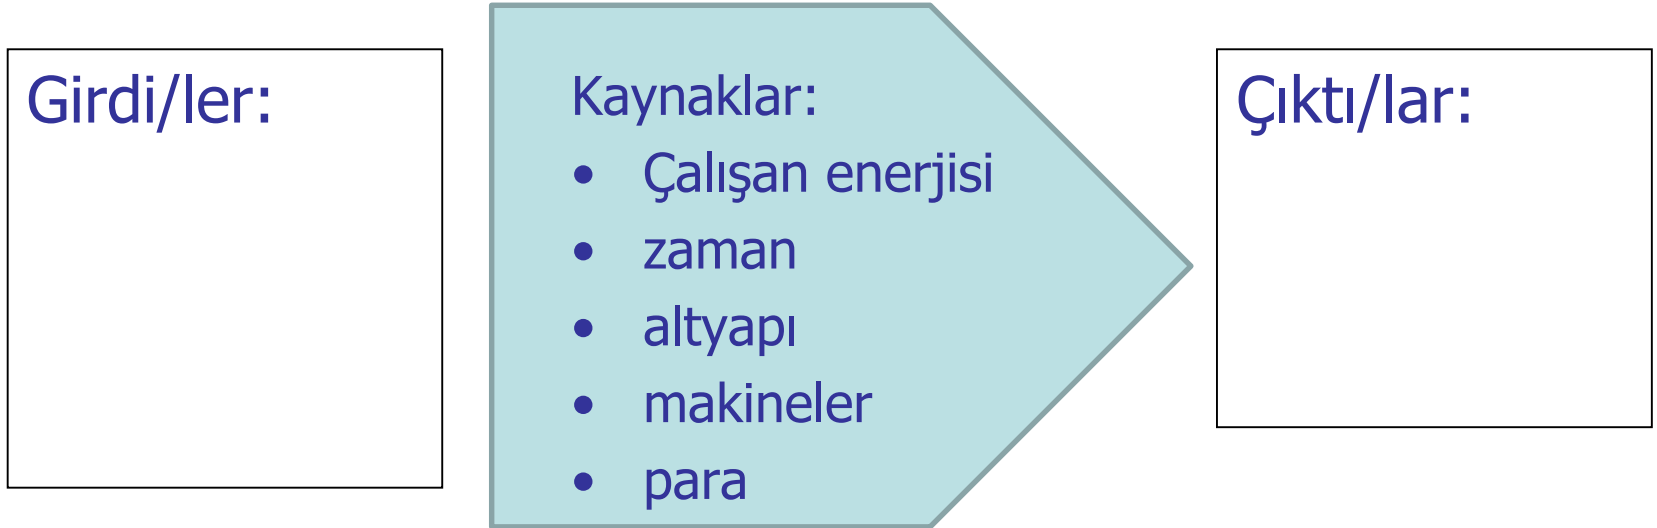 Girdi/ler:
Kaynaklar:
• Çalışan enerjisi
• zaman
• altyapı
• makineler
• para
Çıktı/lar: